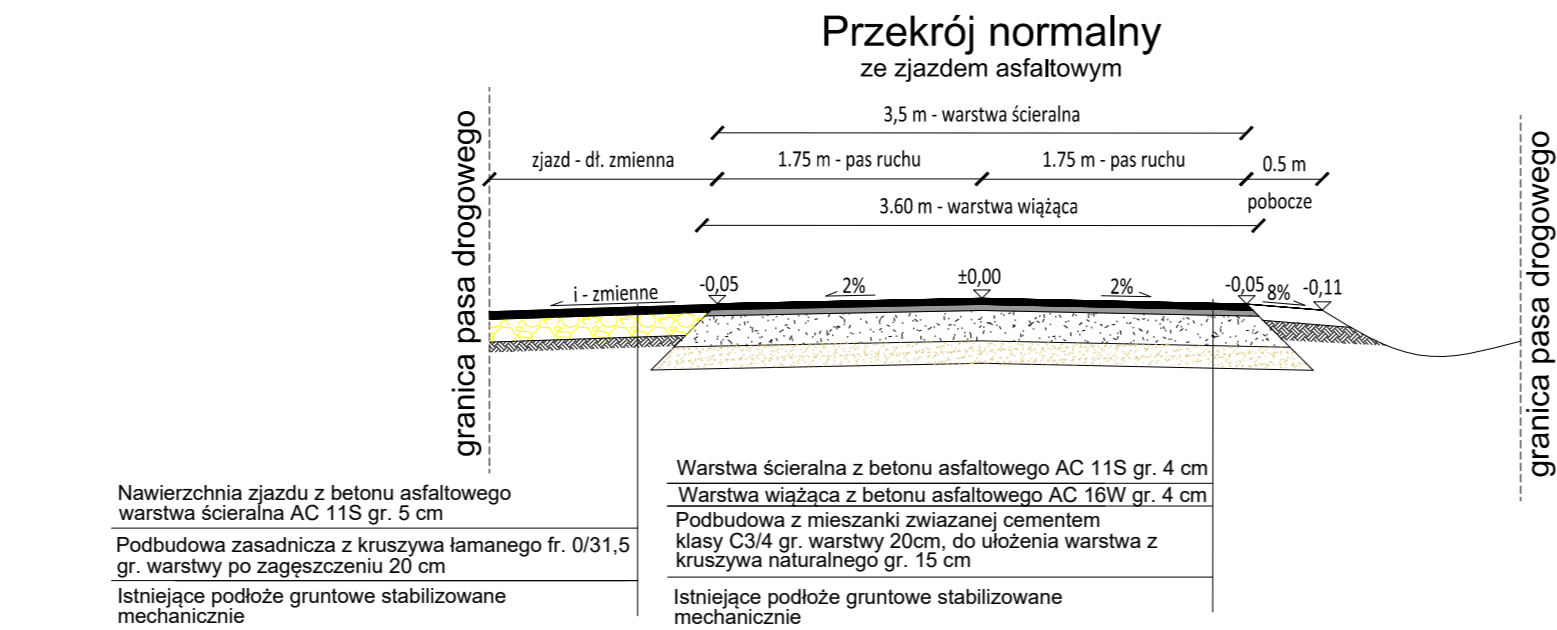 Przekrój normalny
ze zjazdem asfaltowym
3,5 m - warstwa ścieralna
zjazd - dł. zmienna
1.75 m - pas ruchu
1.75 m - pas ruchu
0.5 m
pobocze
3.60 m - warstwa wiążąca
granica pasa drogowego
granica pasa drogowego
i - zmienne
-0,05
2%
±0,00
2%
-0,05
8%
-0,11
Nawierzchnia zjazdu z betonu asfaltowego
warstwa ścieralna AC 11S gr. 5 cm
Podbudowa zasadnicza z kruszywa łamanego fr. 0/31,5
gr. warstwy po zagęszczeniu 20 cm
Istniejące podłoże gruntowe stabilizowane
mechanicznie
Warstwa ścieralna z betonu asfaltowego AC 11S gr. 4 cm
Warstwa wiążąca z betonu asfaltowego AC 16W gr. 4 cm
Podbudowa z mieszanki zwiazanej cementem
klasy C3/4 gr. warstwy 20cm, do ułożenia warstwa z
kruszywa naturalnego gr. 15 cm
Istniejące podłoże gruntowe stabilizowane
mechanicznie